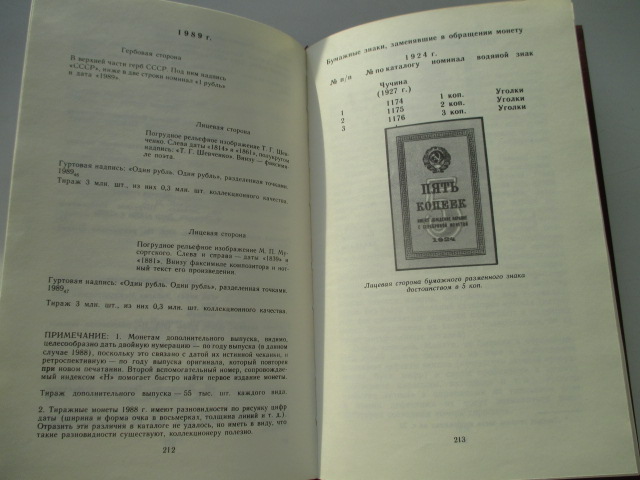 1989 г.
Гербовая сторона
В верхней части герб СССР. Под ним надпись
«СССР», ниже в две строки номинал «1 рубль»
и дата «1989».
Лицевая сторона
Погрудное рельефное изображение Т. Г. Шев-
ченко. Слева даты «1814» и «1861», полукругом
надпись: «Т. Г. Шевченко». Внизу — факсими-
ле поэта.
Гуртовая надпись: «Один рубль. Один рубль», разделенная точками.
Тираж 3 млн. шт., из них 0,3 млн. шт. коллекционного качества.
Лицевая сторона
Погрудное рельефное изображение М. П. Му-
соргского. Слева и справа — даты «1839» и
«1881». Внизу факсимиле композитора и нот-
ный текст его произведения
Гуртовая надпись: «Один рубль. Один рубль», разделенная точками.
Тираж 3 млн. шт., из них 0,3 млн. шт. коллекционного качества.
ПРИМЕЧАНИЕ: 1. Монетам дополнительного выпуска, видимо,
целесообразно дать двойную нумерацию — по году выпуска (в данном
случае 1988), поскольку это связано с датой их истинной чеканки, и
ретроспективную — по году выпуска оригинала, который повторен
при новом печатании. Второй вспомогательный номер, сопровождае-
мый индексом «Н» помогает быстро найти первое издание монеты.
Тираж дополнительного выпуска — 55 тыс. шт. каждого вида.
2. Тиражные монеты 1988 г. имеют разновидности по рисунку цифр
даты (ширина и форма очка в восьмерках, толщина линий и т. д.).
Отразить эти различия в каталоге не удалось, но иметь в виду, что
такие разновидности существуют, коллекционеру полезно.
212
Бумажные знаки, заменявшие в обращении монету
1924 г.
№ п/п № по каталогу номинал водяной знак
Чучина
(1927 г.)
1 1174 1 коп. Уголки
2 1175 2 коп. Уголки
3 1176 3 коп. Уголки
5
ПЯТЬ
КОПЕЕК
Лицевая сторона бумажного разменного знака
достоинством в 5 коп.
213